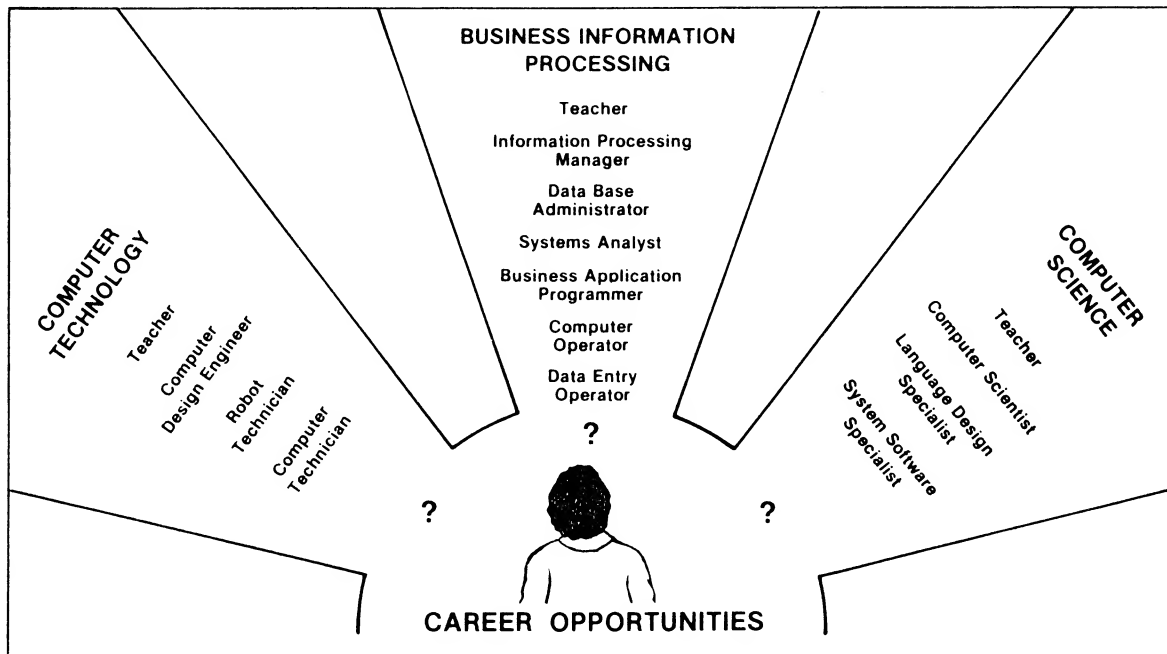 BUSINESS INFORMATION
PROCESSING
Teacher
Information Processing
Manager
Data Base
Administrator
Systems Analyst
Business Application
Programmer
Computer
Operator
Data Entry
Operator
?
COMPUTER
TECHNOLOGY
Teacher
Computer
Design Engineer
Robot
Technician
Computer
Technician
?
COMPUTER
SCIENCE
Teacher
Computer Scientist
Language Design
Specialist
System Software
Specialist
?
CAREER OPPORTUNITIES